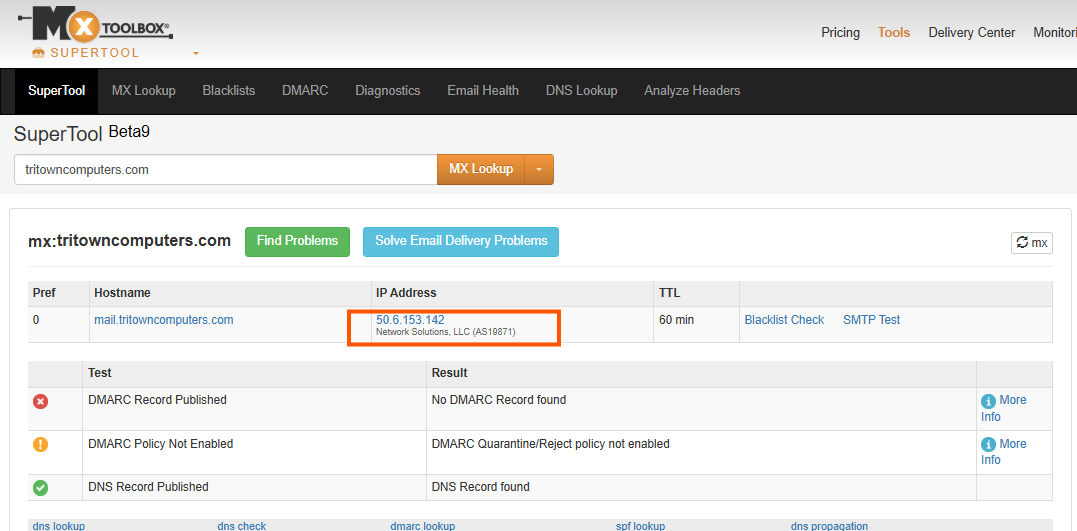 MX TOOLBOX®
SUPERTOOL
Pricing Tools Delivery Center Monitori
SuperTool MX Lookup Blacklists DMARC Diagnostics Email Health DNS Lookup Analyze Headers
SuperTool Beta9
tritowncomputers.com MX Lookup
mx:tritowncomputers.com Find Problems Solve Email Delivery Problems mx
Pref Hostname IP Address TTL
0 mail.tritowncomputers.com 50.6.153.142 60 min Blacklist Check SMTP Test
Network Solutions, LLC (AS19871)
Test Result
DMARC Record Published No DMARC Record found More
Info
DMARC Policy Not Enabled DMARC Quarantine/Reject policy not enabled More
Info
DNS Record Published DNS Record found
dns lookup dns check dmarc lookup spf lookup dns propagation